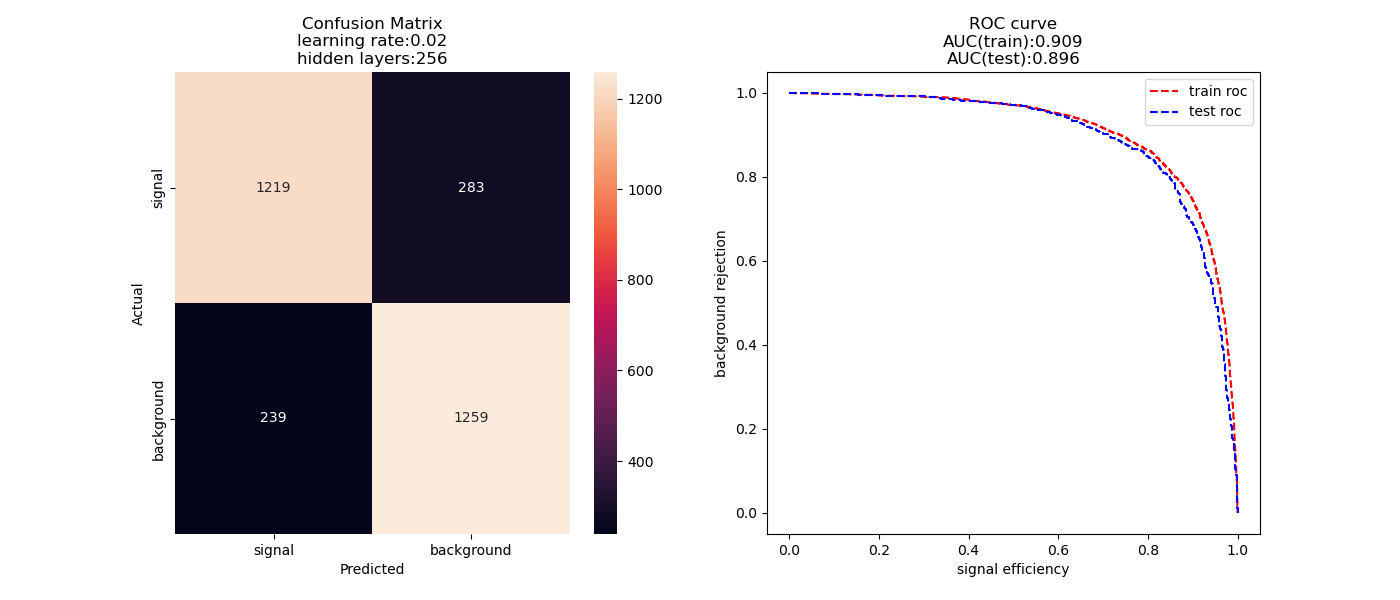 Confusion Matrix
learning rate:0.02
hidden layers:256
signal
background
Actual
1219
283
239
1259
signal
background
Predicted
1200
1000
800
600
400
ROC curve
AUC(train):0.909
AUC(test):0.896
train roc
test roc
background rejection
1.0
0.8
0.6
0.4
0.2
0.0
0.0 0.2 0.4 0.6 0.8 1.0
signal efficiency